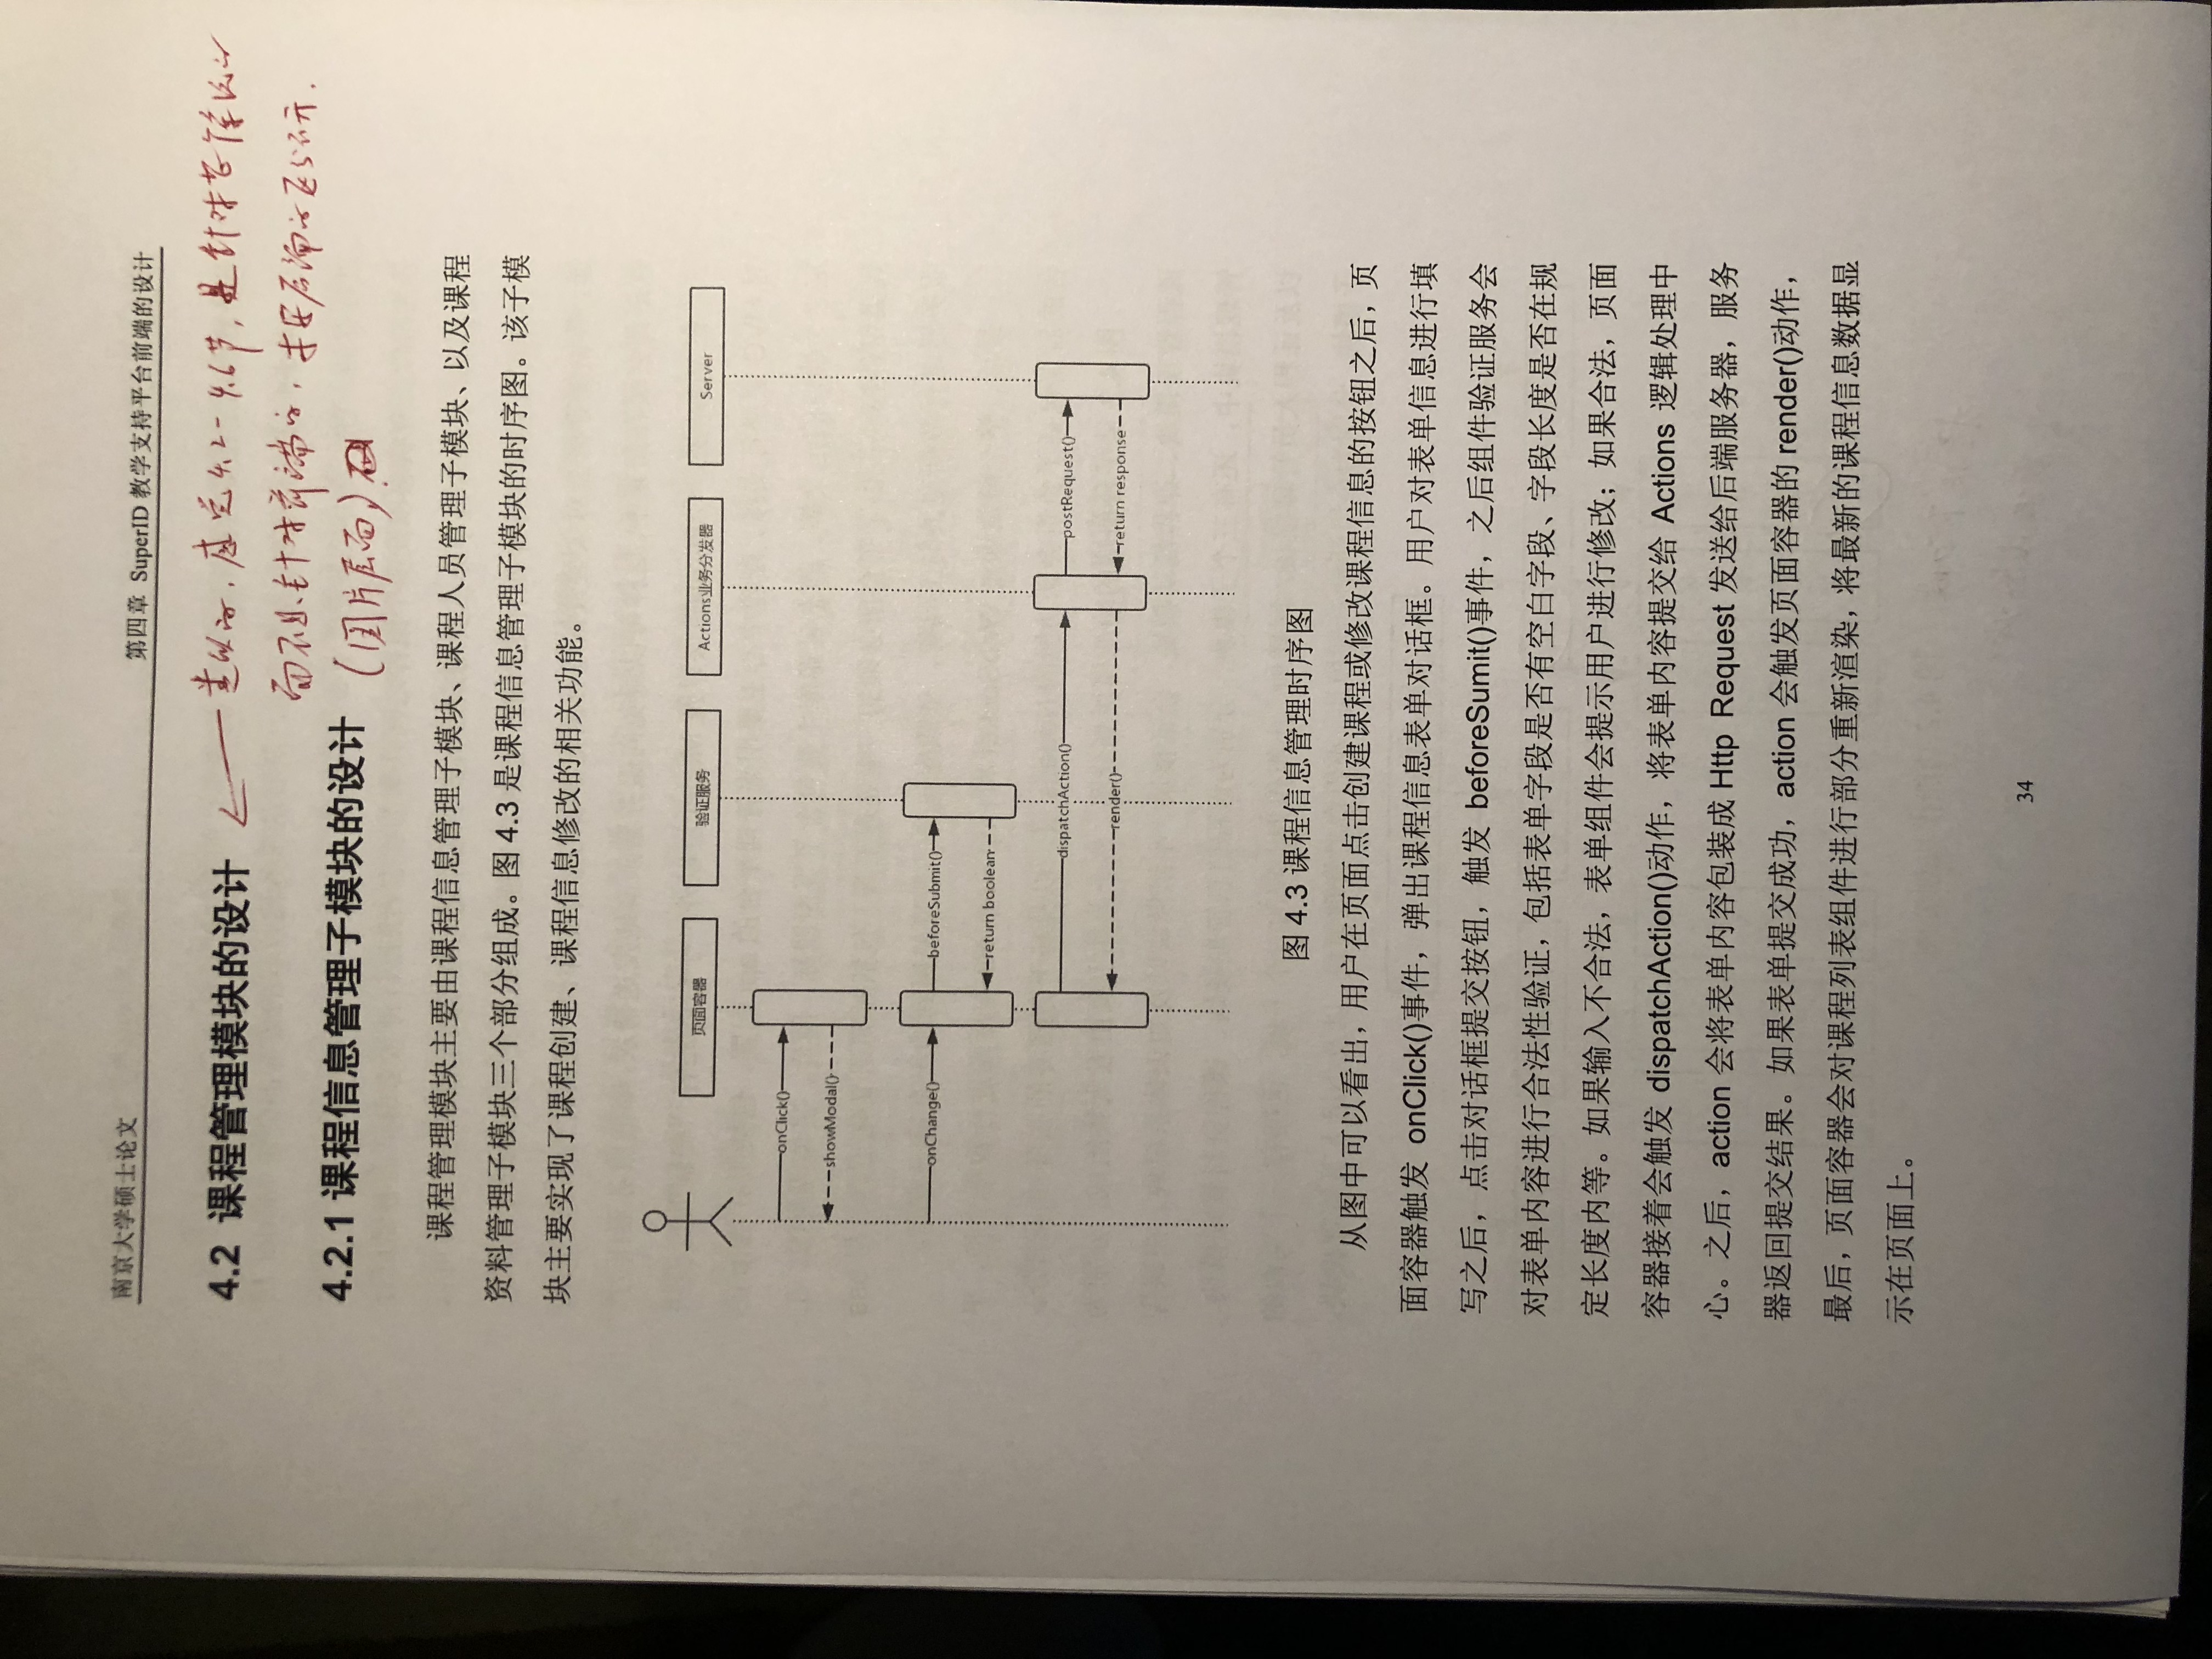 南京大学硕士论文
第四章 SuperID 教学支持平台前端的设计
4.2 课程管理模块的设计
类似的,感觉4.2-4.6节,是针对整体说的
而不是针对前端的,和后端的区分不开.
(图片层面)
4.2.1 课程信息管理子模块的设计
课程管理模块主要由课程信息管理子模块、课程人员管理子模块、以及课程
资料管理子模块三个部分组成。图 4.3 是课程信息管理子模块的时序图。该子模
块主要实现了课程创建、课程信息修改的相关功能。
页面容器
验证服务
Actions业务分发器
Server
onClick()
showModal()
onChange()
beforeSubmit()
return boolean
dispatchAction()
postRequest()
render()
return response
图 4.3 课程信息管理时序图
从图中可以看出，用户在页面点击创建课程或修改课程信息的按钮之后，页
面容器触发 onClick()事件，弹出课程信息表单对话框。用户对表单信息进行填
写之后，点击对话框提交按钮，触发 beforeSumit()事件，之后组件验证服务会
对表单内容进行合法性验证，包括表单字段是否有空白字段、字段长度是否在规
定长度内等。如果输入不合法，表单组件会提示用户进行修改；如果合法，页面
容器接着会触发 dispatchAction()动作，将表单内容提交给 Actions 逻辑处理中
心。之后，action 会将表单内容包装成 Http Request 发送给后端服务器，服务
器返回提交结果。如果表单提交成功，action 会触发页面容器的 render()动作，
最后，页面容器会对课程列表组件进行部分重新渲染，将最新的课程信息数据显
示在页面上。
34